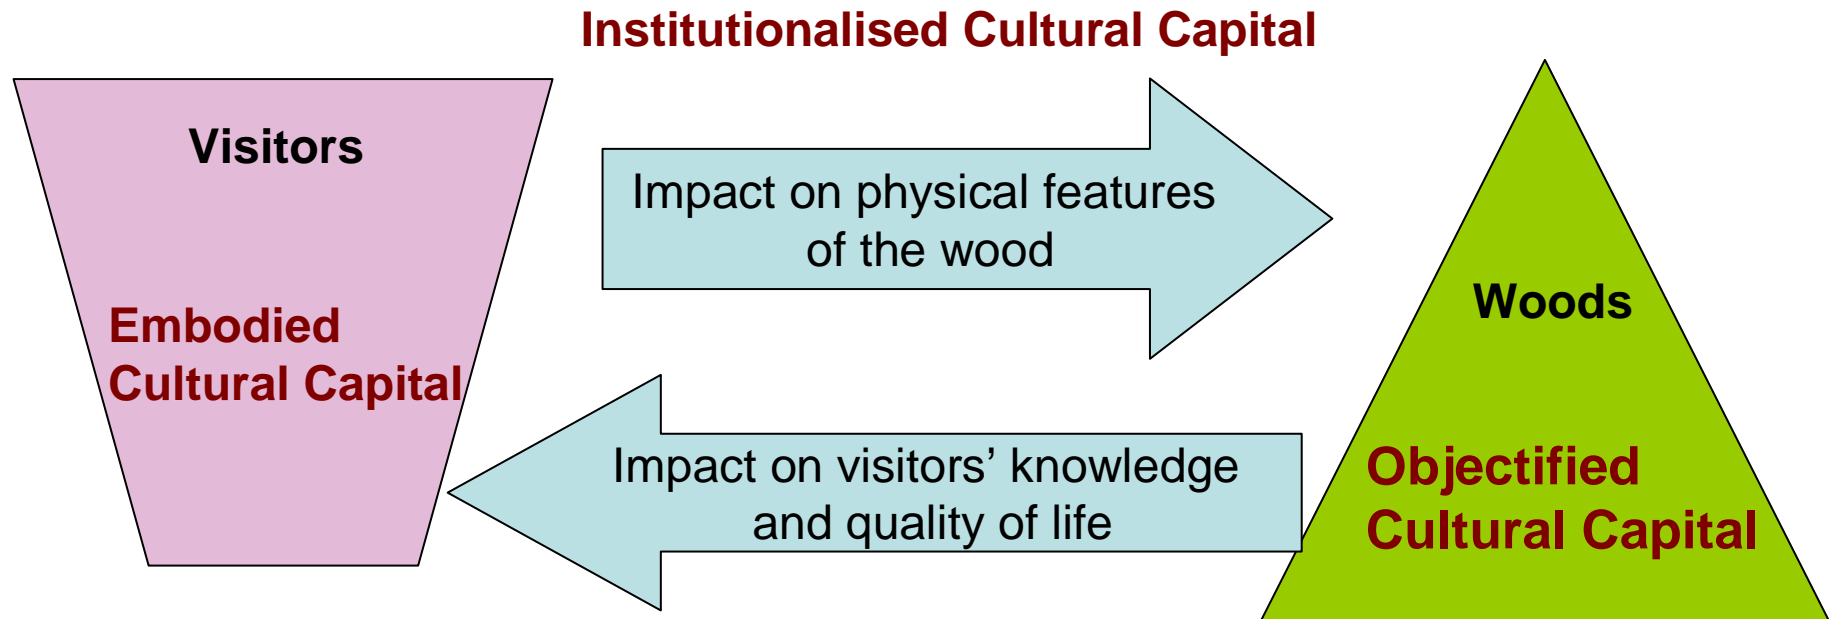 Institutionalised Cultural Capital
Visitors
Embodied
Cultural Capital
Impact on physical features
of the wood
Impact on visitors’ knowledge
and quality of life
Woods
Objectified
Cultural Capital